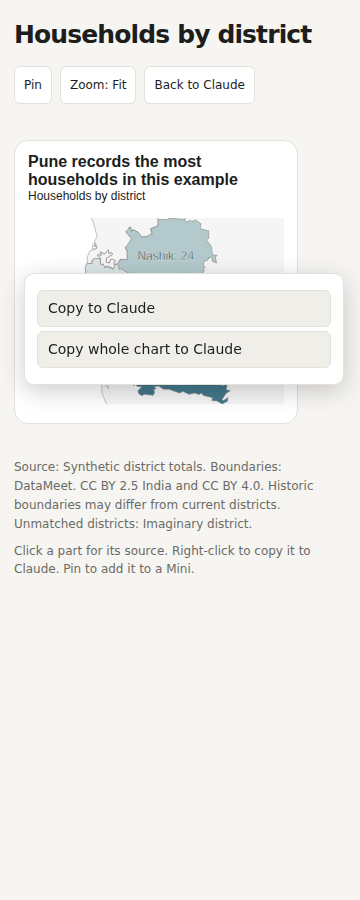 Households by district
Pin
Zoom: Fit
Back to Claude
Pune records the most
households in this example
Households by district
Nashik: 24
Copy to Claude
Copy whole chart to Claude
Source: Synthetic district totals. Boundaries:
DataMeet. CC BY 2.5 India and CC BY 4.0. Historic
boundaries may differ from current districts.
Unmatched districts: Imaginary district.
Click a part for its source. Right-click to copy it to
Claude. Pin to add it to a Mini.